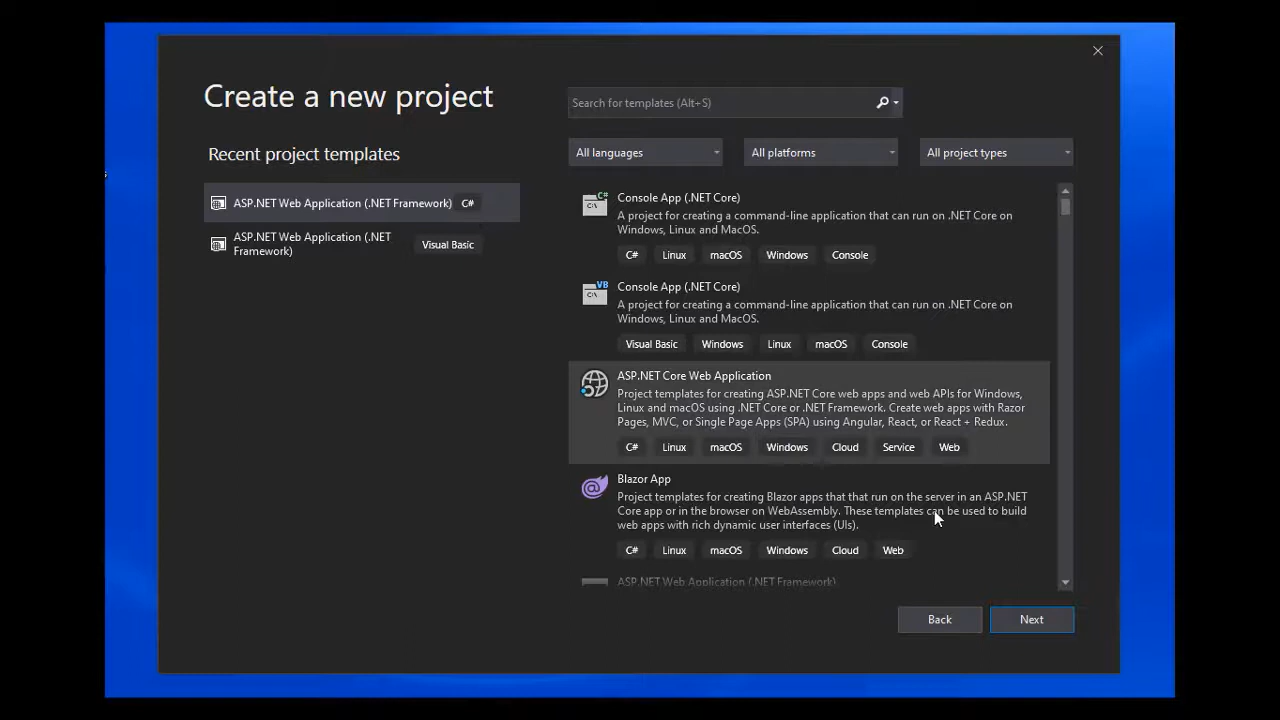 Create a new project
Recent project templates
ASP.NET Web Application (.NET Framework) C#
ASP.NET Web Application (.NET
Framework)
Visual Basic
Search for templates (Alt+S)
All languages
All platforms
All project types
C#
C:\
Console App (.NET Core)
A project for creating a command-line application that can run on .NET Core on
Windows, Linux and MacOS.
C# Linux macOS Windows Console
VB
C:\
Console App (.NET Core)
A project for creating a command-line application that can run on .NET Core on
Windows, Linux and MacOS.
Visual Basic Windows Linux macOS Console
ASP.NET Core Web Application
Project templates for creating ASP.NET Core web apps and web APIs for Windows,
Linux and macOS using .NET Core or .NET Framework. Create web apps with Razor
Pages, MVC, or Single Page Apps (SPA) using Angular, React, or React + Redux.
C# Linux macOS Windows Cloud Service Web
@
Blazor App
Project templates for creating Blazor apps that that run on the server in an ASP.NET
Core app or in the browser on WebAssembly. These templates can be used to build
web apps with rich dynamic user interfaces (UIs).
C# Linux macOS Windows Cloud Web
ASP.NET Web Application (.NET Framework)
Back
Next